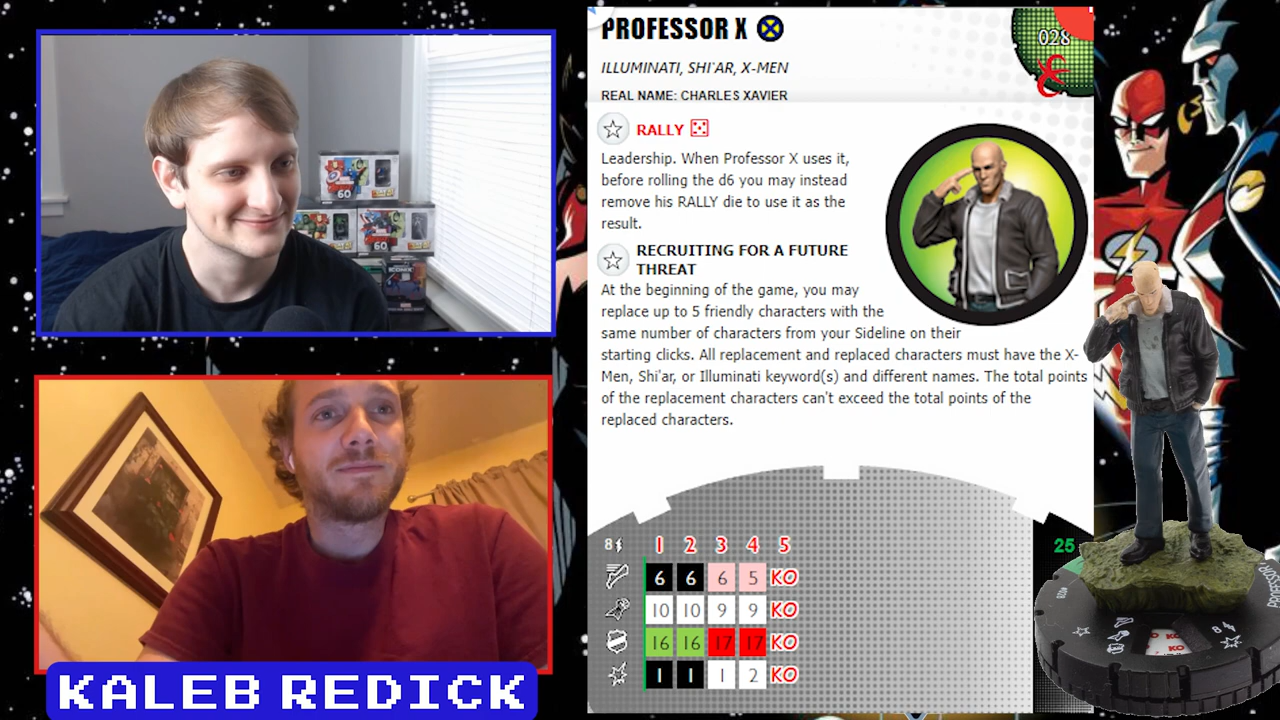 PROFESSOR X
028
ILLUMINATI, SHI'AR, X-MEN
REAL NAME: CHARLES XAVIER
RALLY
Leadership. When Professor X uses it,
before rolling the d6 you may instead
remove his RALLY die to use it as the
result.
RECRUITING FOR A FUTURE
THREAT
At the beginning of the game, you may
replace up to 5 friendly characters with the
same number of characters from your Sideline on their
starting clicks. All replacement and replaced characters must have the X-
Men, Shi'ar, or Illuminati keyword(s) and different names. The total points
of the replacement characters can't exceed the total points of the
replaced characters.
8 1 2 3 4 5
25
6 6 6 5 KO
10 10 9 9 KO
16 16 17 17 KO
1 1 1 2 KO
60
60
60
KALEB REDICK